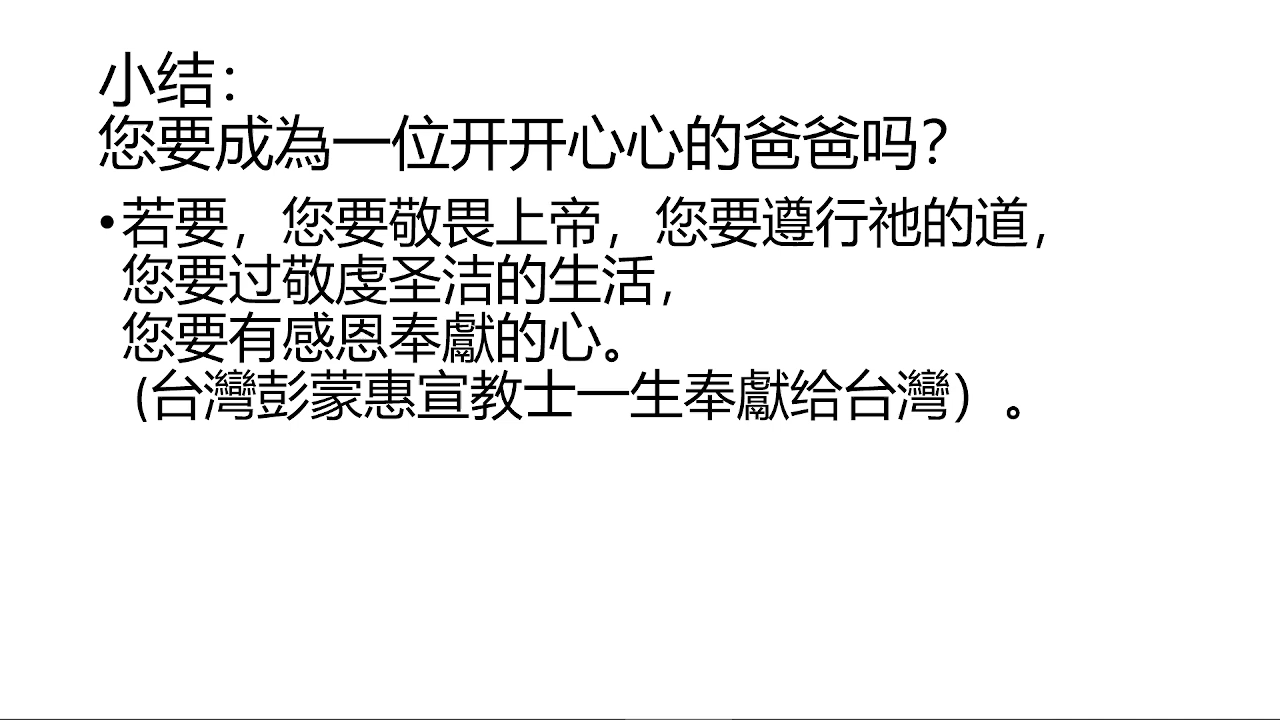 小结：
您要成為一位开开心心的爸爸吗？
•若要，您要敬畏上帝，您要遵行祂的道，
您要过敬虔圣洁的生活，
您要有感恩奉獻的心。
(台灣彭蒙惠宣教士一生奉獻给台灣）。